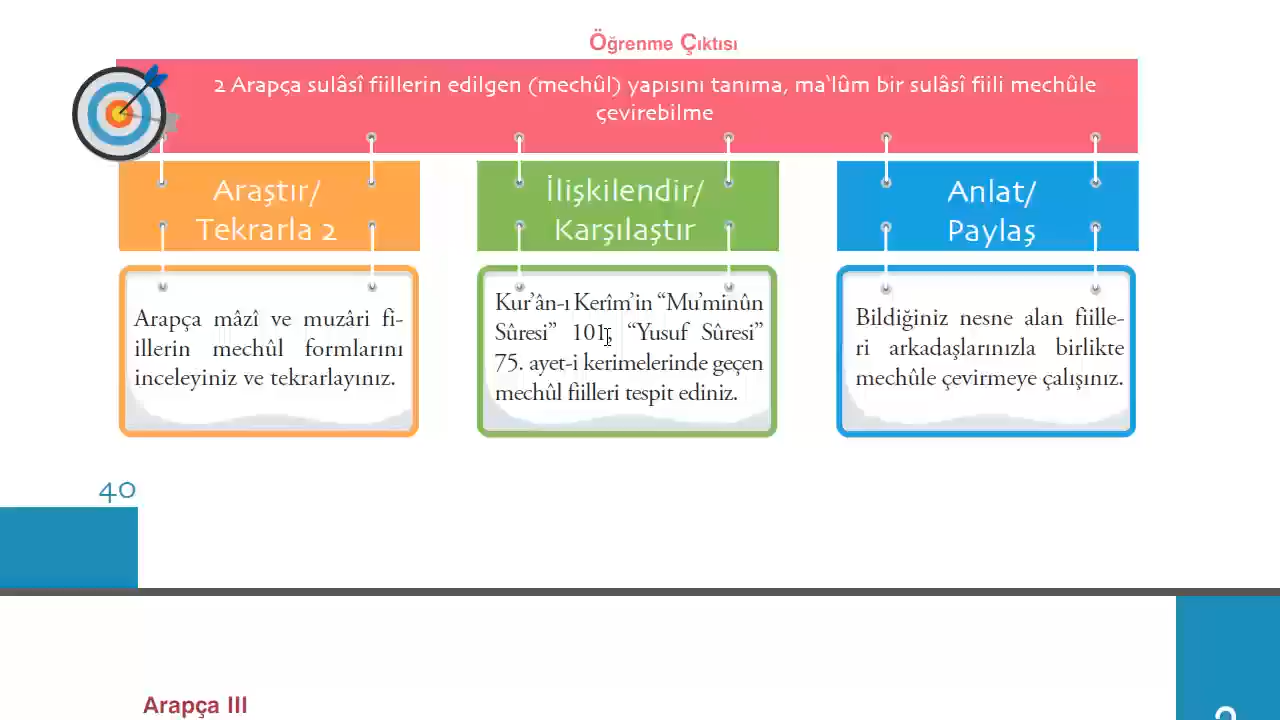 Öğrenme Çıktısı
2 Arapça sulâsî fiillerin edilgen (mechûl) yapısını tanıma, ma‛lûm bir sulâsî fiili mechûle
çevirebilme
Araştır/
Tekrarla 2
Arapça mâzî ve muzâri fi-
illerin mechûl formlarını
inceleyiniz ve tekrarlayınız.
İlişkilendir/
Karşılaştır
Kur’ân-ı Kerîm’in “Mu’minûn
Sûresi” 101, “Yusuf Sûresi”
75. ayet-i kerimelerinde geçen
mechûl fiilleri tespit ediniz.
Anlat/
Paylaş
Bildiğiniz nesne alan fiille-
ri arkadaşlarınızla birlikte
mechûle çevirmeye çalışınız.
40
Arapça III